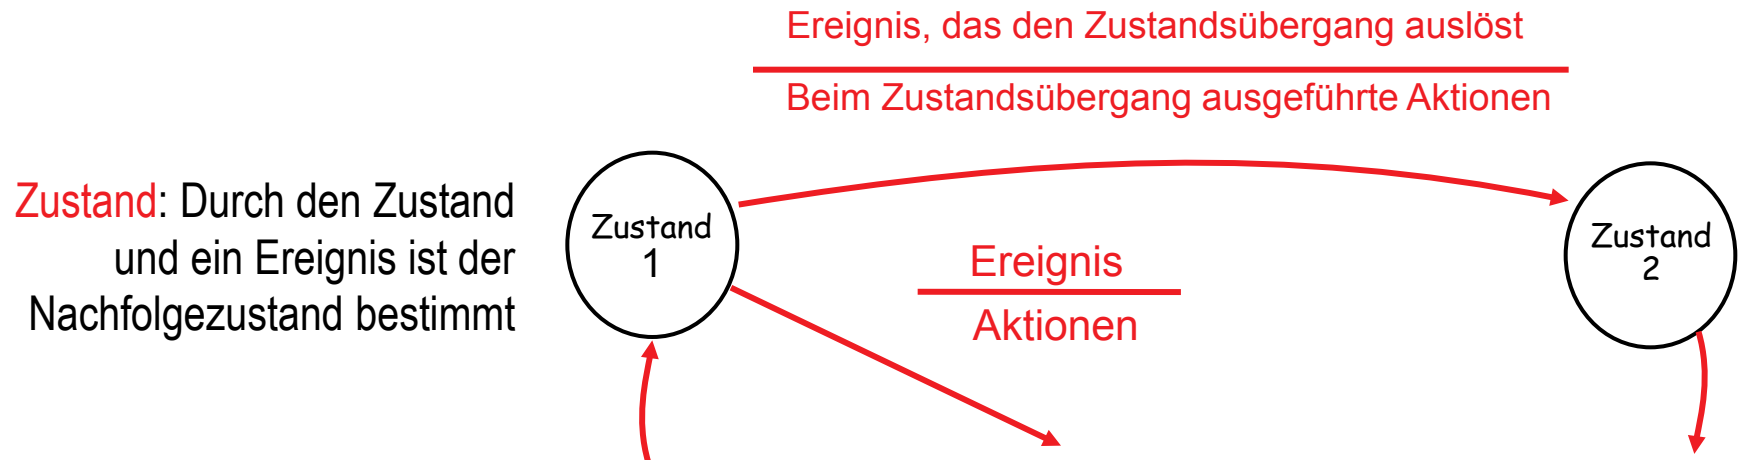 Ereignis, das den Zustandsübergang auslöst
Beim Zustandsübergang ausgeführte Aktionen
Zustand: Durch den Zustand
und ein Ereignis ist der
Nachfolgezustand bestimmt
Zustand
1
Ereignis
Aktionen
Zustand
2